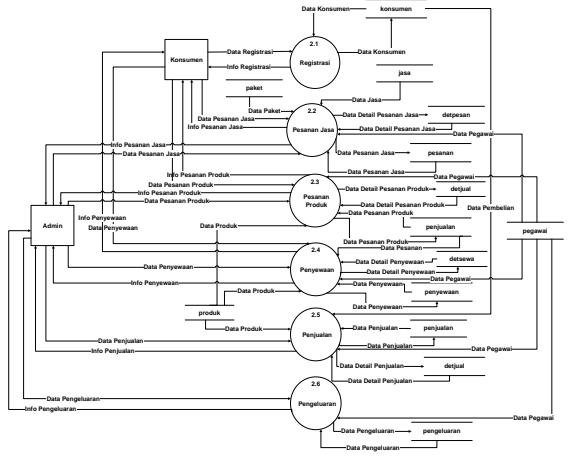 Data Konsumen
konsumen
2.1
Registrasi
Konsumen
Data Registrasi
Info Registrasi
Data Konsumen
jasa
paket
Data Paket
Data Jasa
2.2
Pesanan Jasa
Data Pesanan Jasa
Info Pesanan Jasa
Data Detail Pesanan Jasa
detpesan
Data Detail Pesanan Jasa
Data Pegawai
Info Pesanan Jasa
Data Pesanan Jasa
Data Pesanan Jasa
pesanan
Data Pesanan Jasa
Data Pegawai
Info Pesanan Produk
2.3
Pesanan
Produk
Data Pesanan Produk
Info Pesanan Produk
Data Pesanan Produk
Data Detail Pesanan Produk
detjual
Data Detail Pesanan Produk
Data Pembelian
Data Pesanan Produk
penjualan
Data Pesanan Produk
Admin
Info Penyewaan
Data Penyewaan
Data Produk
pegawai
2.4
Penyewaan
Data Pesanan
Data Detail Penyewaan
detsewa
Data Detail Penyewaan
Data Pegawai
Data Penyewaan
Info Penyewaan
Data Penyewaan
penyewaan
Data Penyewaan
Data Produk
produk
Data Produk
2.5
Penjualan
Data Penjualan
penjualan
Data Penjualan
Data Pegawai
Data Penjualan
Info Penjualan
Data Detail Penjualan
detjual
Data Detail Penjualan
2.6
Pengeluaran
Data Pengeluaran
Info Pengeluaran
Data Pegawai
Data Pengeluaran
pengeluaran
Data Pengeluaran